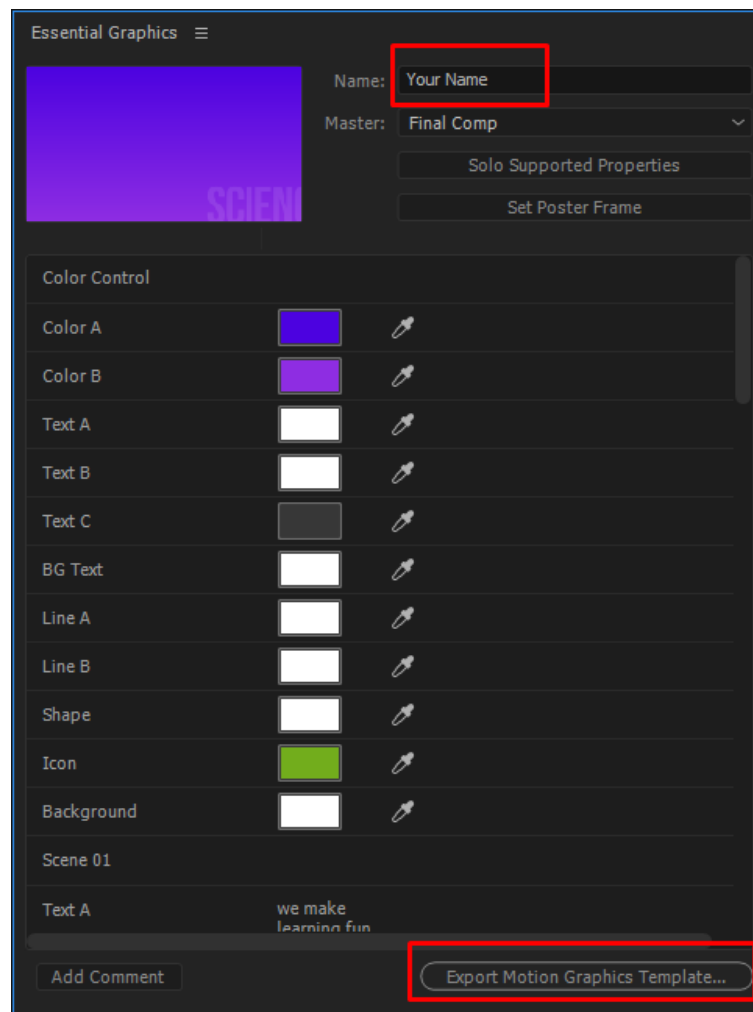 Essential Graphics
Name: Your Name
Master: Final Comp
Solo Supported Properties
Set Poster Frame
Color Control
Color A
Color B
Text A
Text B
Text C
BG Text
Line A
Line B
Shape
Icon
Background
Scene 01
Text A we make
learning fun
Add Comment Export Motion Graphics Template...